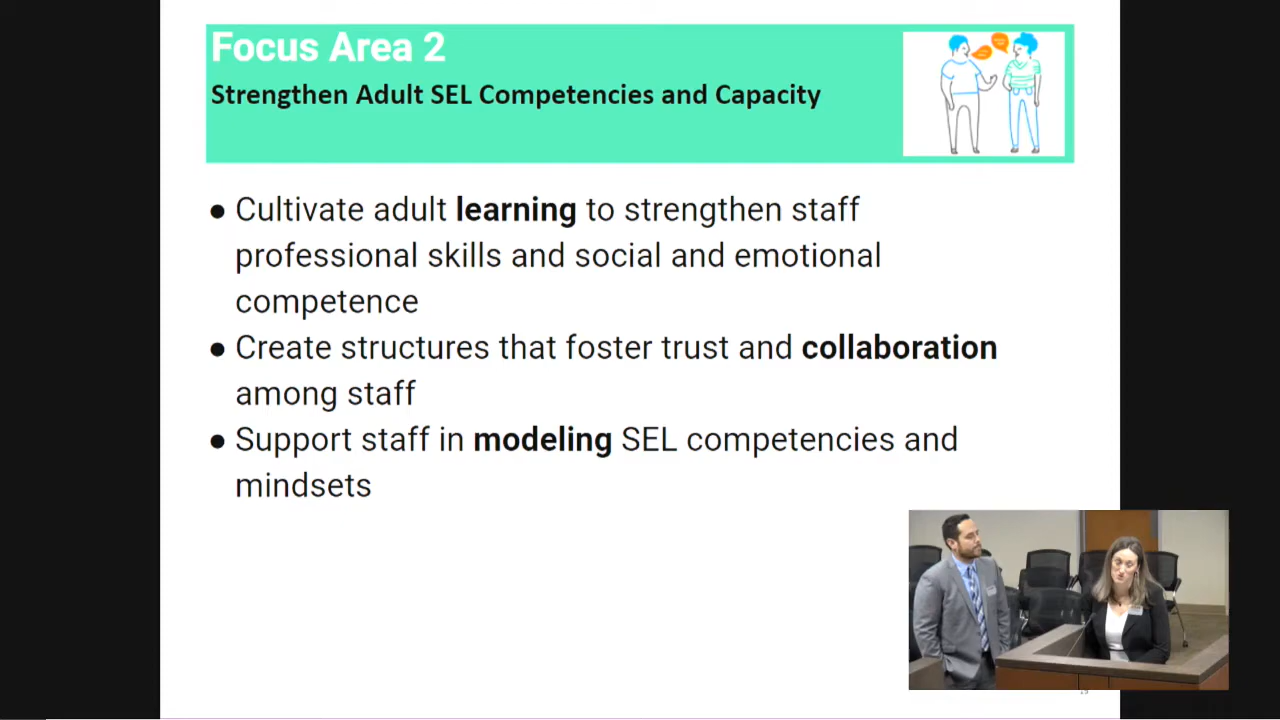 Focus Area 2
Strengthen Adult SEL Competencies and Capacity
● Cultivate adult learning to strengthen staff
professional skills and social and emotional
competence
● Create structures that foster trust and collaboration
among staff
● Support staff in modeling SEL competencies and
mindsets